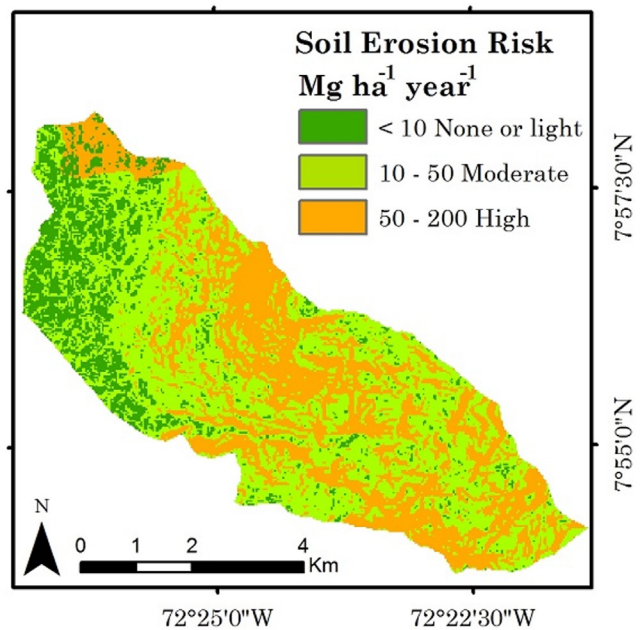 Soil Erosion Risk
Mg ha-1 year-1
< 10 None or light
10 - 50 Moderate
50 - 200 High
7°57'30"N
7°55'0"N
N
0 1 2 4
Km
72°25'0"W 72°22'30"W